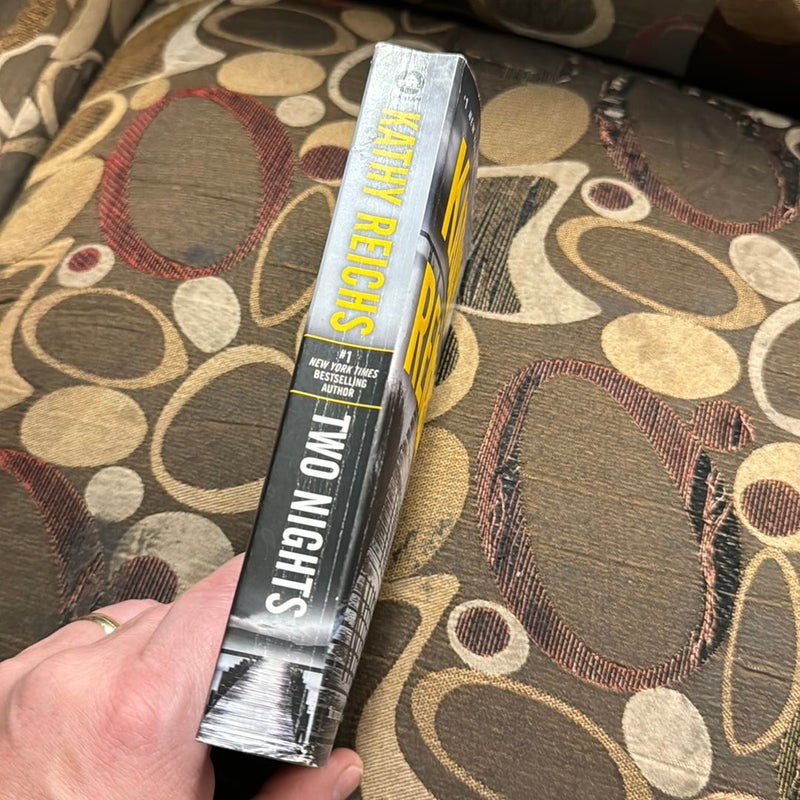 KATHY REICHS
#1
NEW YORK TIMES
BESTSELLING
AUTHOR
TWO NIGHTS